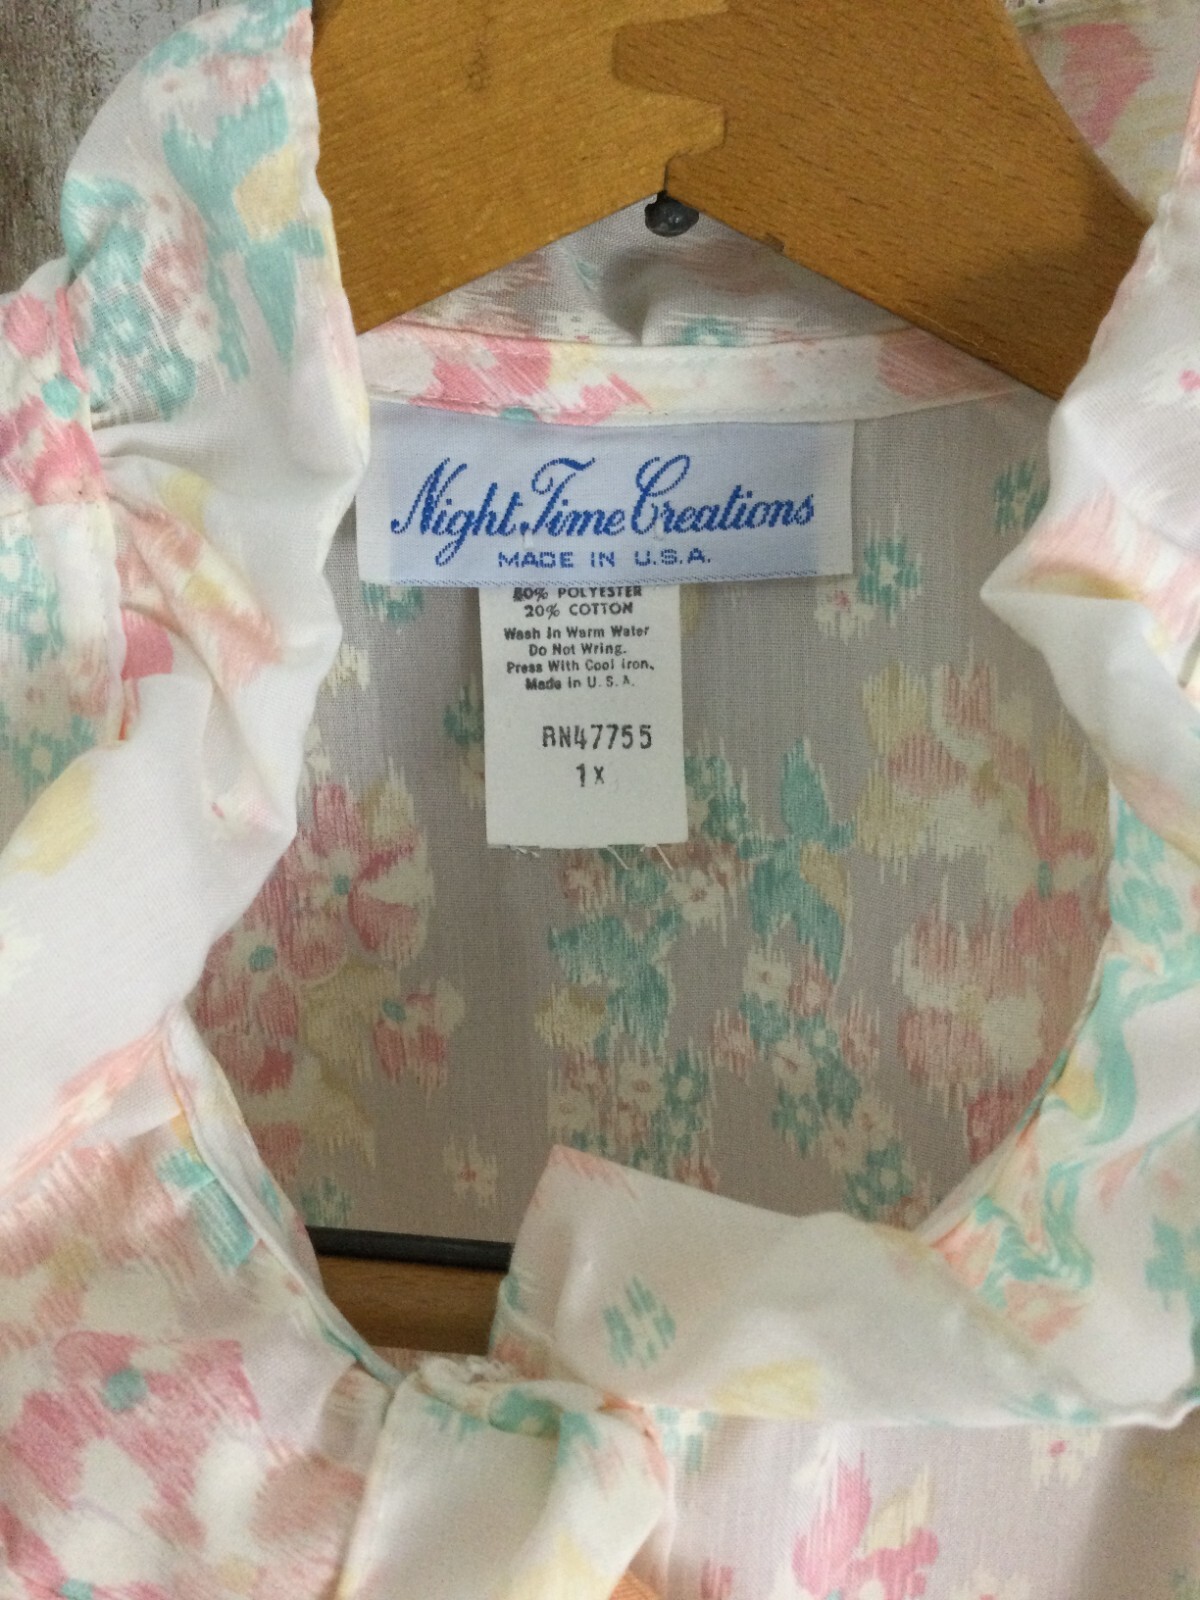 Night Time Creations
MADE IN U.S.A.
80% POLYESTER
20% COTTON
Wash In Warm Water
Do Not Wring.
Press With Cool Iron.
Made in U.S.A.
RN47755
1X